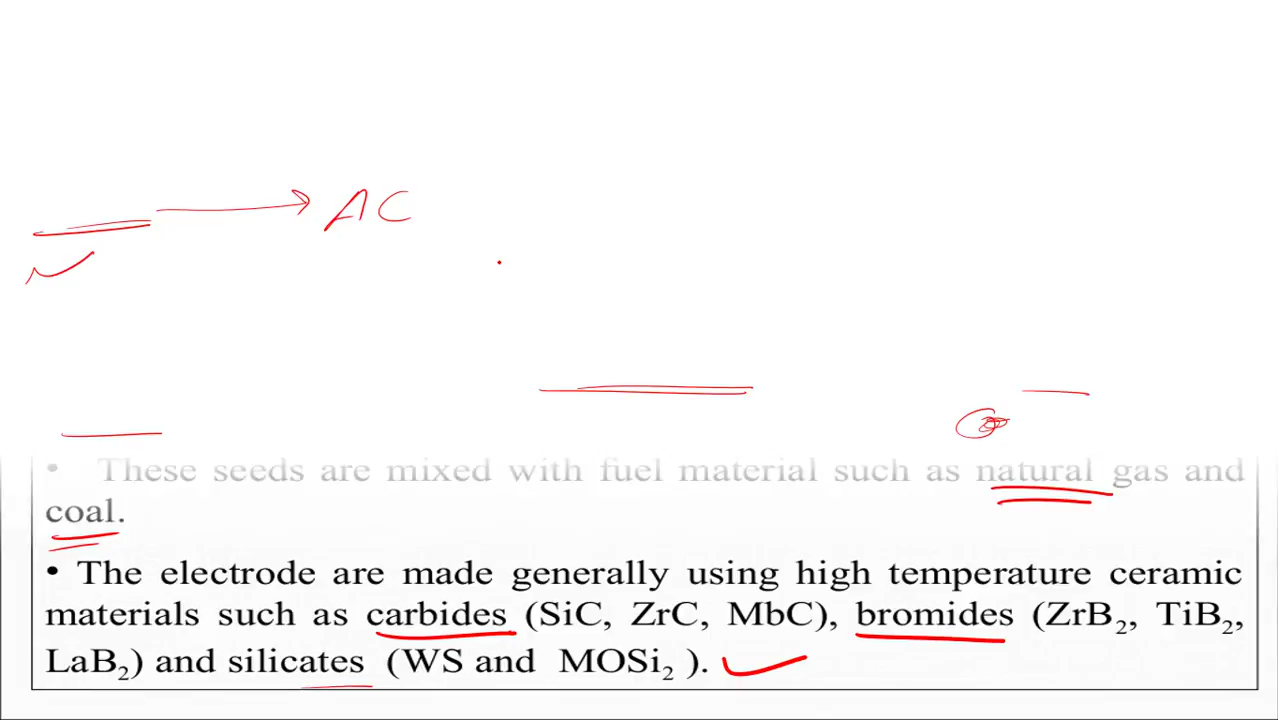 AC
• These seeds are mixed with fuel material such as natural gas and
coal.
• The electrode are made generally using high temperature ceramic
materials such as carbides (SiC, ZrC, MbC), bromides (ZrB₂, TiB₂,
LaB₂) and silicates (WS and MOSi₂ ).